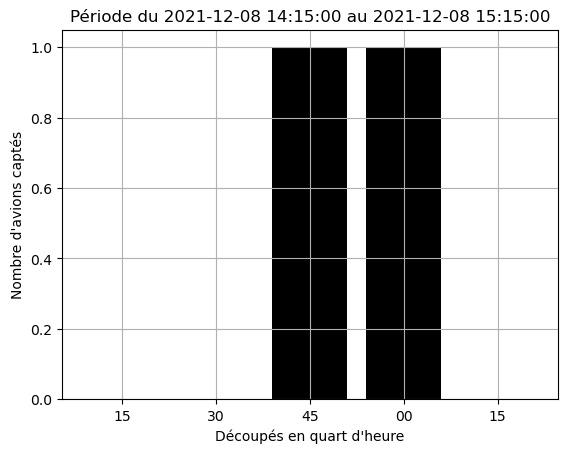 Période du 2021-12-08 14:15:00 au 2021-12-08 15:15:00
1.0
0.8
0.6
0.4
0.2
0.0
Nombre d'avions captés
15 30 45 00 15
Découpés en quart d'heure